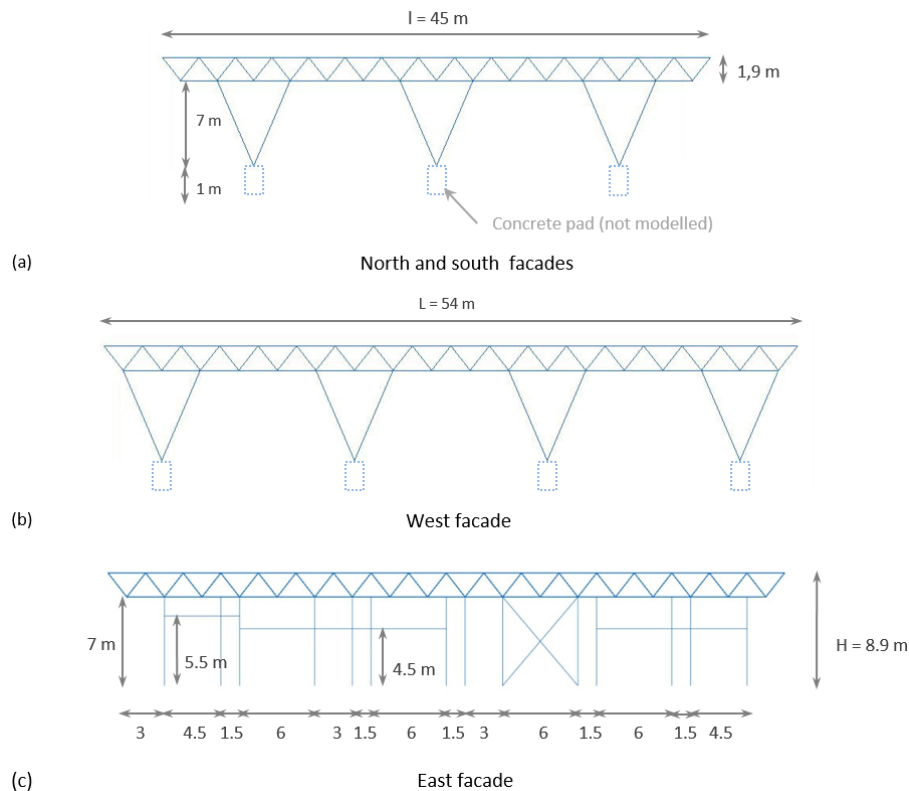 l = 45 m
1,9 m
7 m
1 m
Concrete pad (not modelled)
(a)
North and south facades
L = 54 m
(b)
West facade
7 m
5.5 m
4.5 m
H = 8.9 m
3 4.5 1.5 6 3 1.5 6 1.5 3 6 1.5 6 1.5 4.5
(c)
East facade